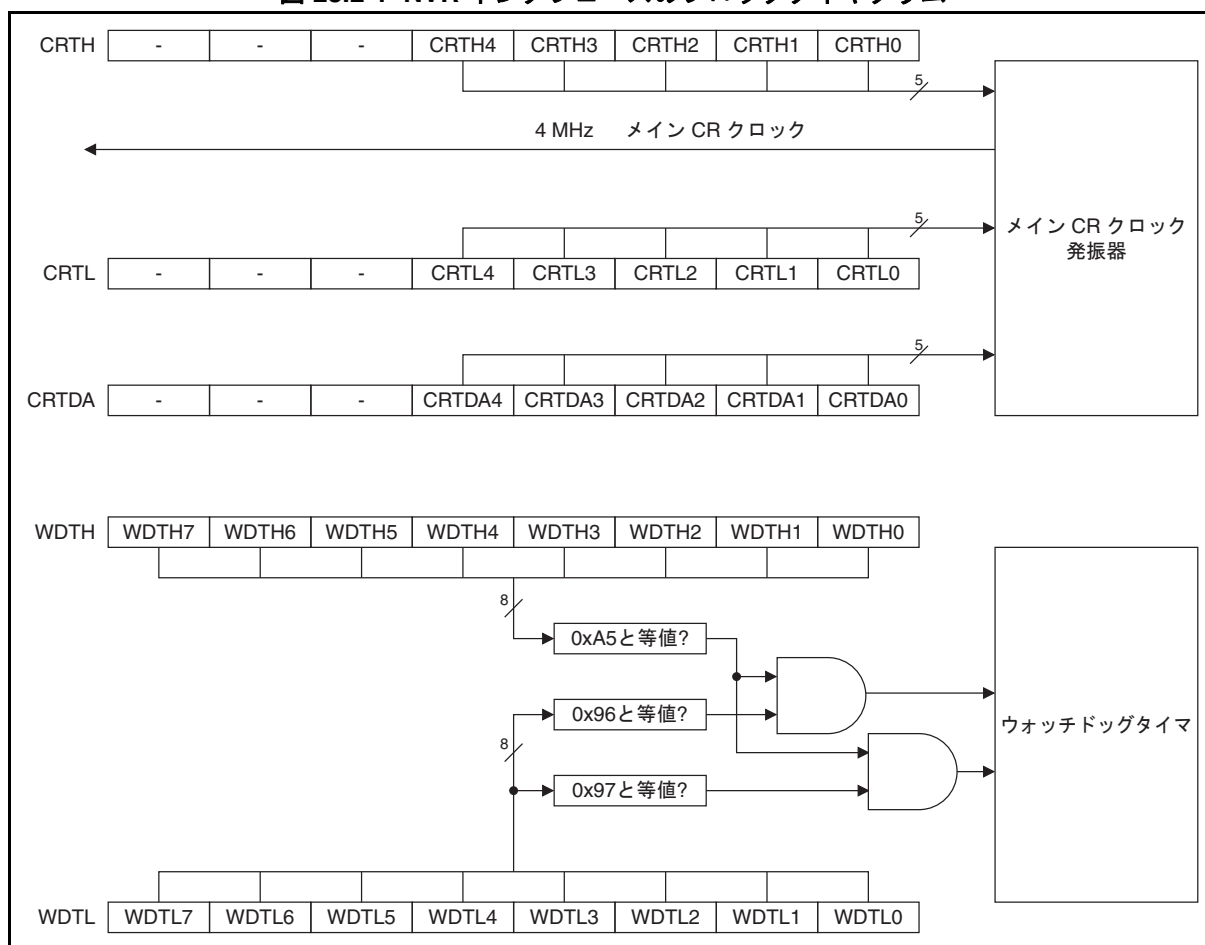 CRTH - - - CRTH4 CRTH3 CRTH2 CRTH1 CRTH0
5
4 MHz メイン CR クロック
5
メイン CR クロック
発振器
CRTL - - - CRTL4 CRTL3 CRTL2 CRTL1 CRTL0
5
CRTDA - - - CRTDA4 CRTDA3 CRTDA2 CRTDA1 CRTDA0
WDTH WDTH7 WDTH6 WDTH5 WDTH4 WDTH3 WDTH2 WDTH1 WDTH0
8
0xA5と等値?
0x96と等値?
8
0x97と等値?
ウォッチドッグタイマ
WDTL WDTL7 WDTL6 WDTL5 WDTL4 WDTL3 WDTL2 WDTL1 WDTL0